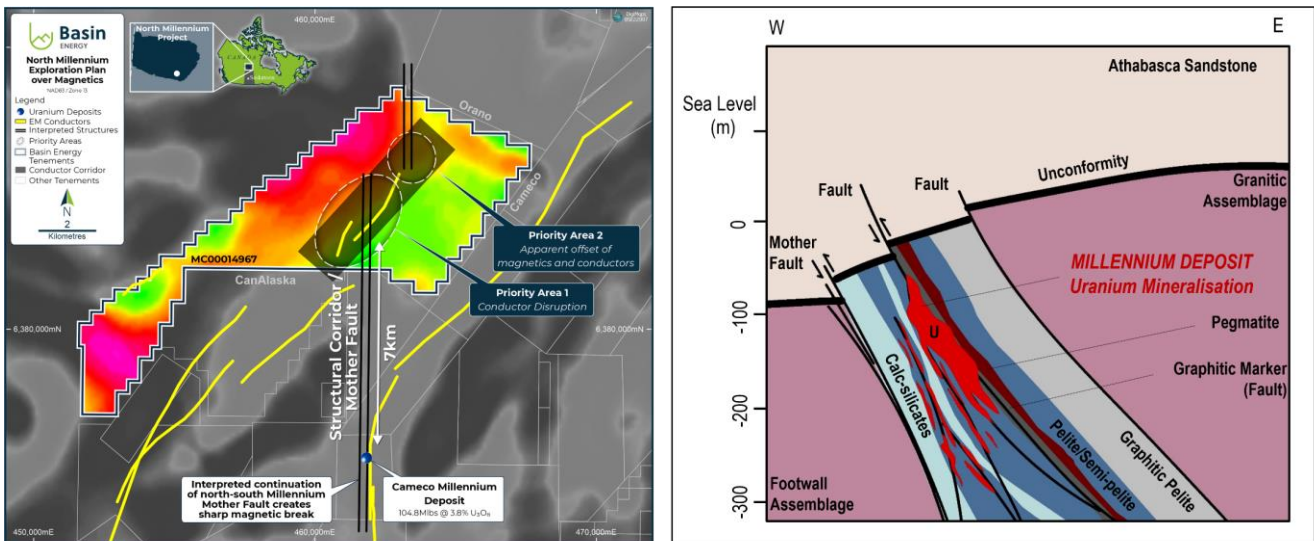 Basin
ENERGY
North Millennium
Exploration Plan
over Magnetics
NAD83 / Zone 13
Legend
Uranium Deposits
EM Conductors
Interpreted Structures
Priority Areas
Basin Energy
Tenements
Conductor Corridor
Other Tenements
N
2
Kilometres
North Millennium
Project
CANADA
460,000mE
Orano
Cameco
MC00014967
CanAlaska
Priority Area 2
Apparent offset of
magnetics and conductors
Priority Area 1
Conductor Disruption
6,380,000mN
6,380,000mN
Structural Corridor /
Mother Fault
7km
Interpreted continuation
of north-south Millennium
Mother Fault creates
sharp magnetic break
Cameco Millennium
Deposit
104.8Mlbs @ 3.8% U₃O₈
450,000mE
460,000mE
470,000mE
W
E
Athabasca Sandstone
Sea Level
(m)
Unconformity
Fault
Fault
Granitic
Assemblage
0
Mother
Fault
MILLENNIUM DEPOSIT
Uranium Mineralisation
-100
U
Pegmatite
Graphitic Marker
(Fault)
Calc-silicates
-200
Pelite/Semi-pelite
Graphitic Pelite
Footwall
Assemblage
-300